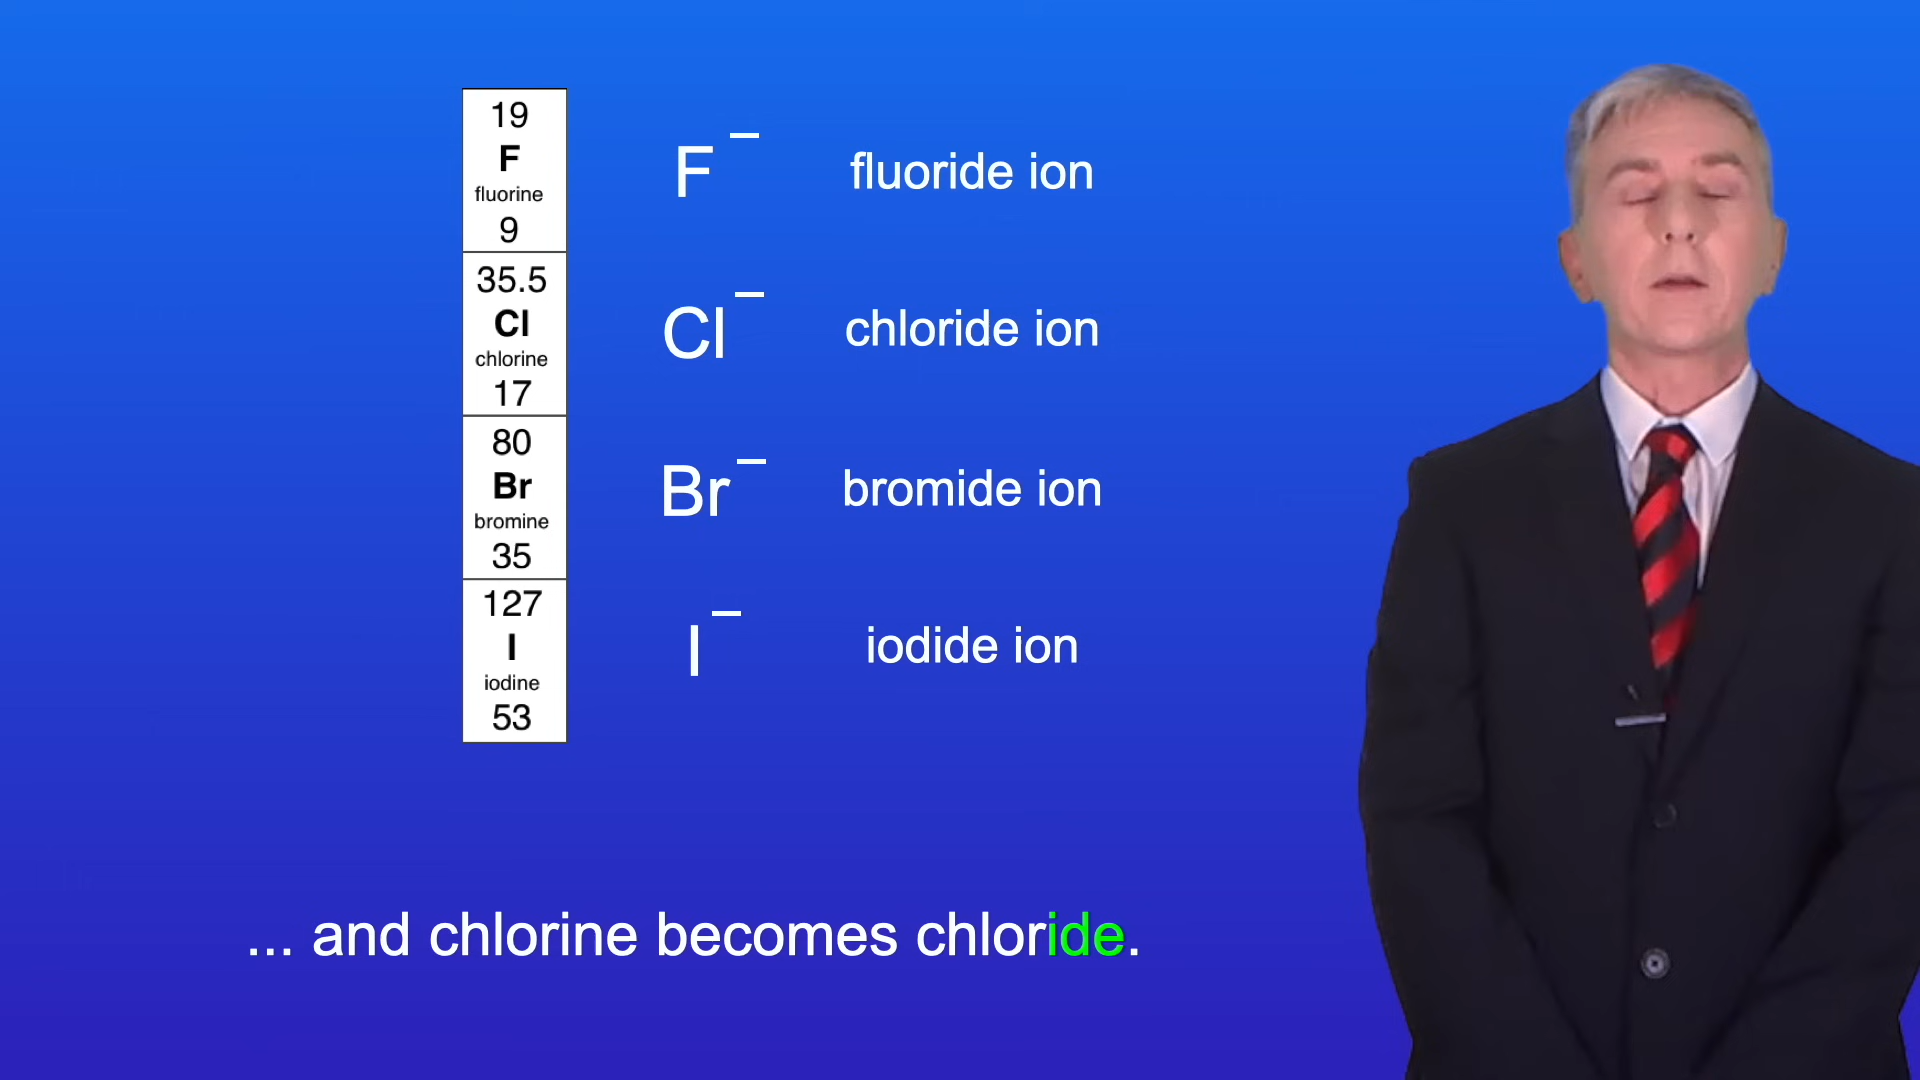 19
F
fluorine
9
F⁻
fluoride ion
35.5
Cl
chlorine
17
Cl⁻
chloride ion
80
Br
bromine
35
Br⁻
bromide ion
127
I
iodine
53
I⁻
iodide ion
... and chlorine becomes chloride.